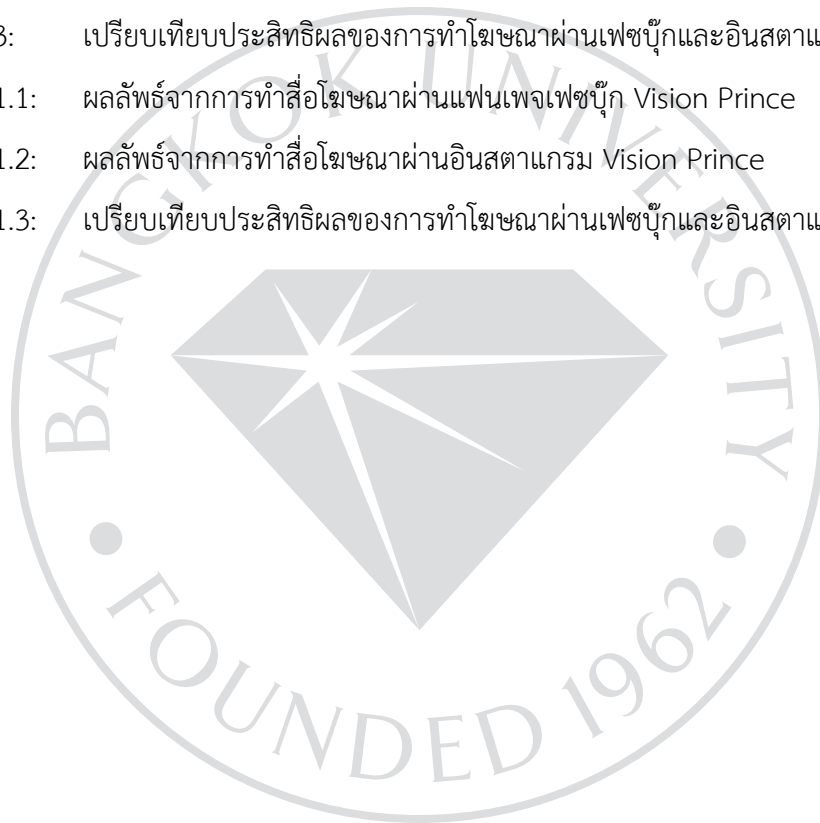 3: เปรียบเทียบประสิทธิผลของการทำโฆษณาผ่านเฟซบุ๊กและอินสตาแ
1.1: ผลลัพธ์จากการทำสื่อโฆษณาผ่านแฟนเพจเฟซบุ๊ก Vision Prince
1.2: ผลลัพธ์จากการทำสื่อโฆษณาผ่านอินสตาแกรม Vision Prince
1.3: เปรียบเทียบประสิทธิผลของการทำโฆษณาผ่านเฟซบุ๊กและอินสตาแ
BANGKOK UNIVERSITY
FOUNDED 1962